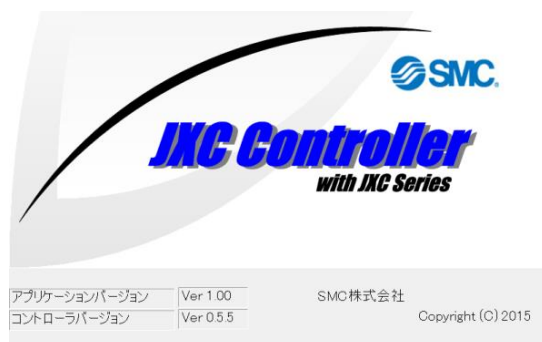 SMC.
JXC Controller
with JXC Series
アプリケーションバージョン Ver 1.00 SMC株式会社
コントローラバージョン Ver 0.5.5 Copyright (C) 2015